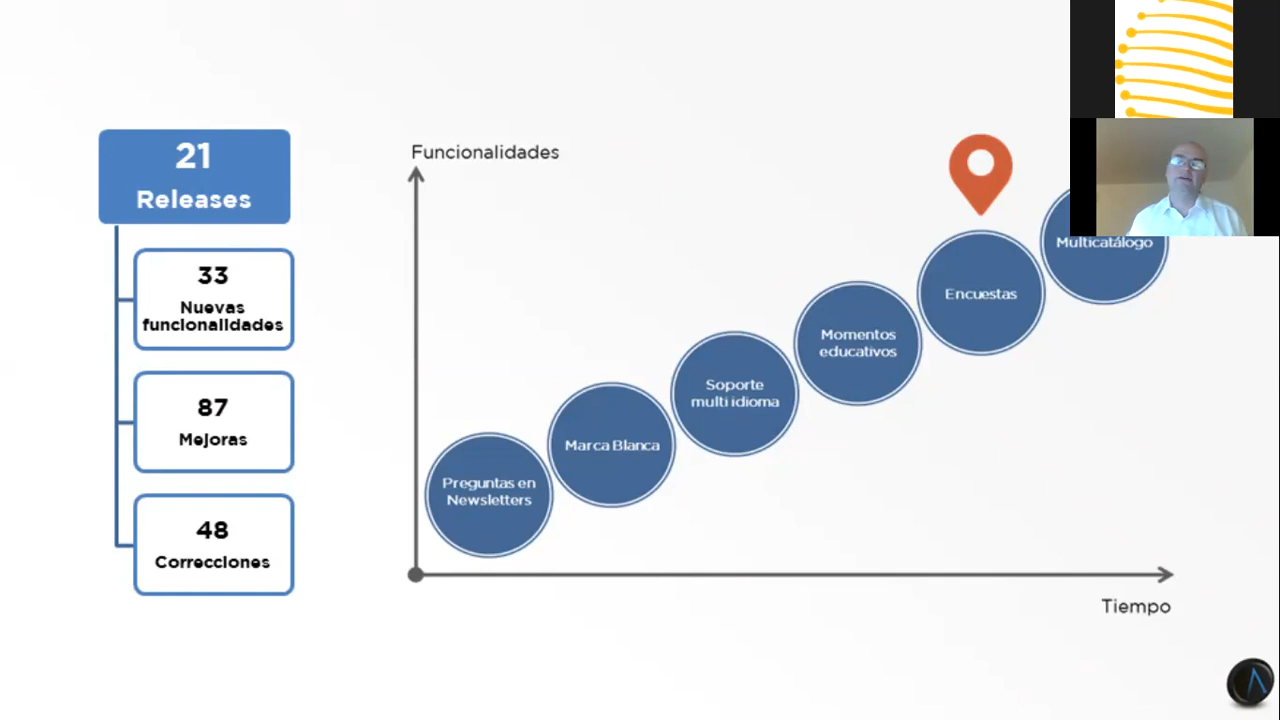 21
Releases
33
Nuevas
funcionalidades
87
Mejoras
48
Correcciones
Funcionalidades
Preguntas en
Newsletters
Marca Blanca
Soporte
multi idioma
Momentos
educativos
Encuestas
Multicatálogo
Tiempo